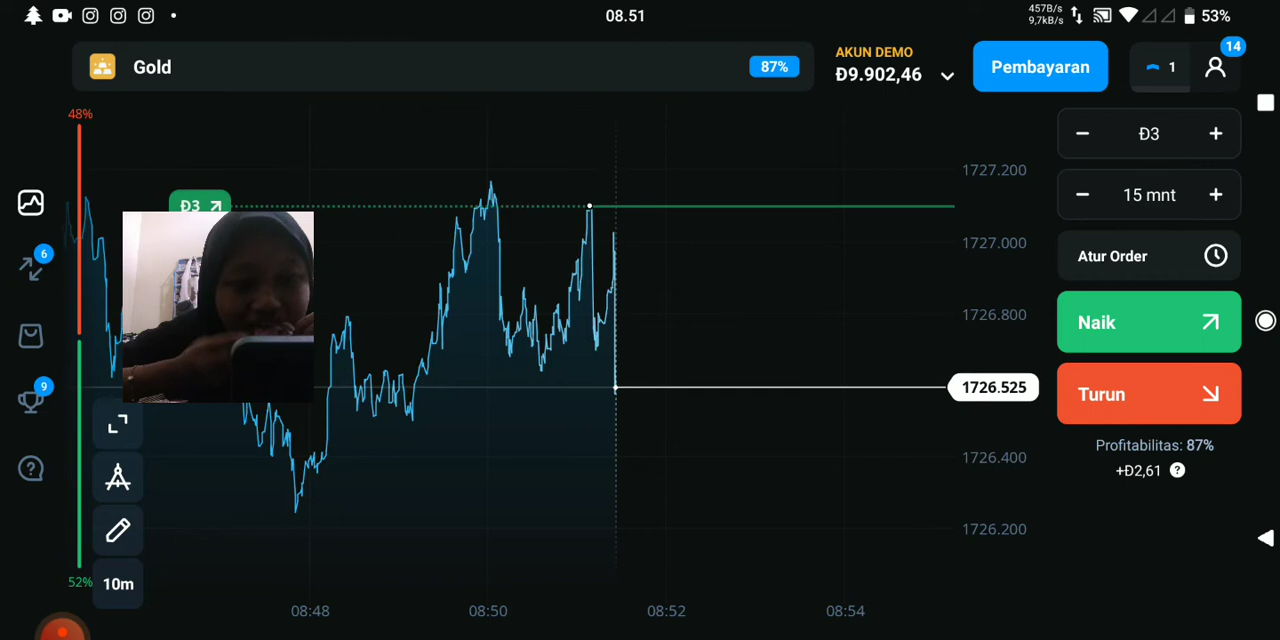 08.51
457B/s
9,7kB/s
53%
Gold
87%
AKUN DEMO
Đ9.902,46
Pembayaran
1
14
48%
Đ3
15 mnt
Atur Order
Naik
Turun
Profitabilitas: 87%
+Đ2,61
?
6
9
?
Đ3
1727.200
1727.000
1726.800
1726.525
1726.400
1726.200
52%
10m
08:48
08:50
08:52
08:54